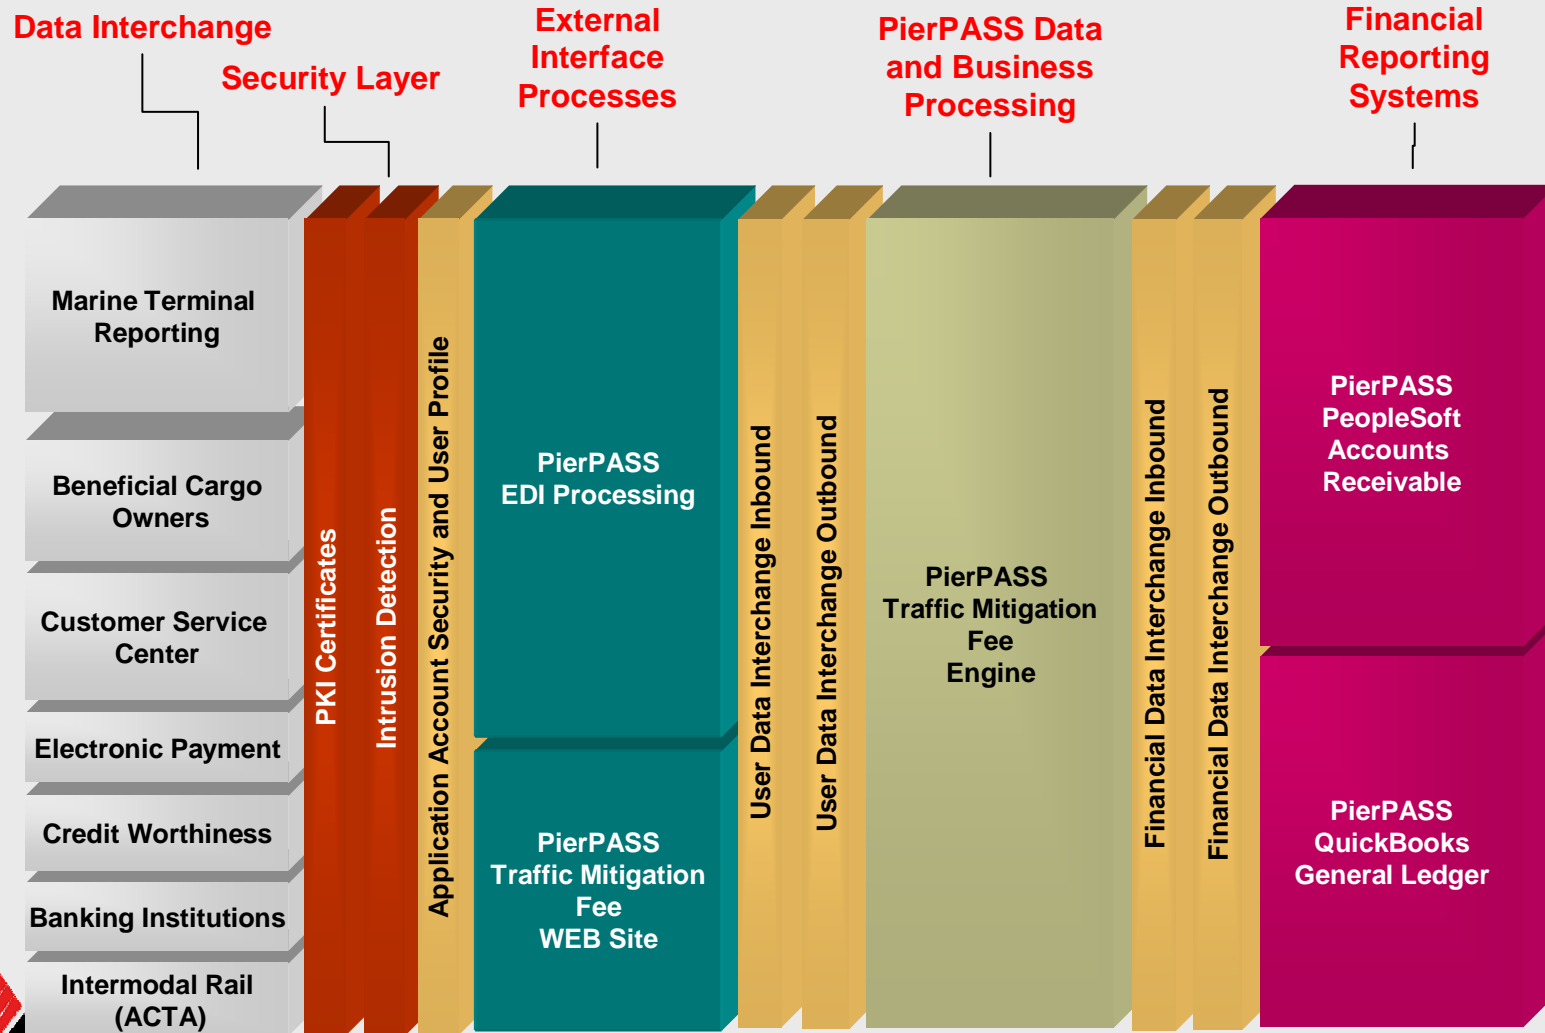 Data Interchange
Security Layer
External
Interface
Processes
PierPASS Data
and Business
Processing
Financial
Reporting
Systems
Marine Terminal
Reporting
Beneficial Cargo
Owners
Customer Service
Center
Electronic Payment
Credit Worthiness
Banking Institutions
Intermodal Rail
(ACTA)
PKI Certificates
Intrusion Detection
Application Account Security and User Profile
PierPASS
EDI Processing
PierPASS
Traffic Mitigation
Fee
WEB Site
User Data Interchange Inbound
User Data Interchange Outbound
PierPASS
Traffic Mitigation
Fee
Engine
Financial Data Interchange Inbound
Financial Data Interchange Outbound
PierPASS
PeopleSoft
Accounts
Receivable
PierPASS
QuickBooks
General Ledger